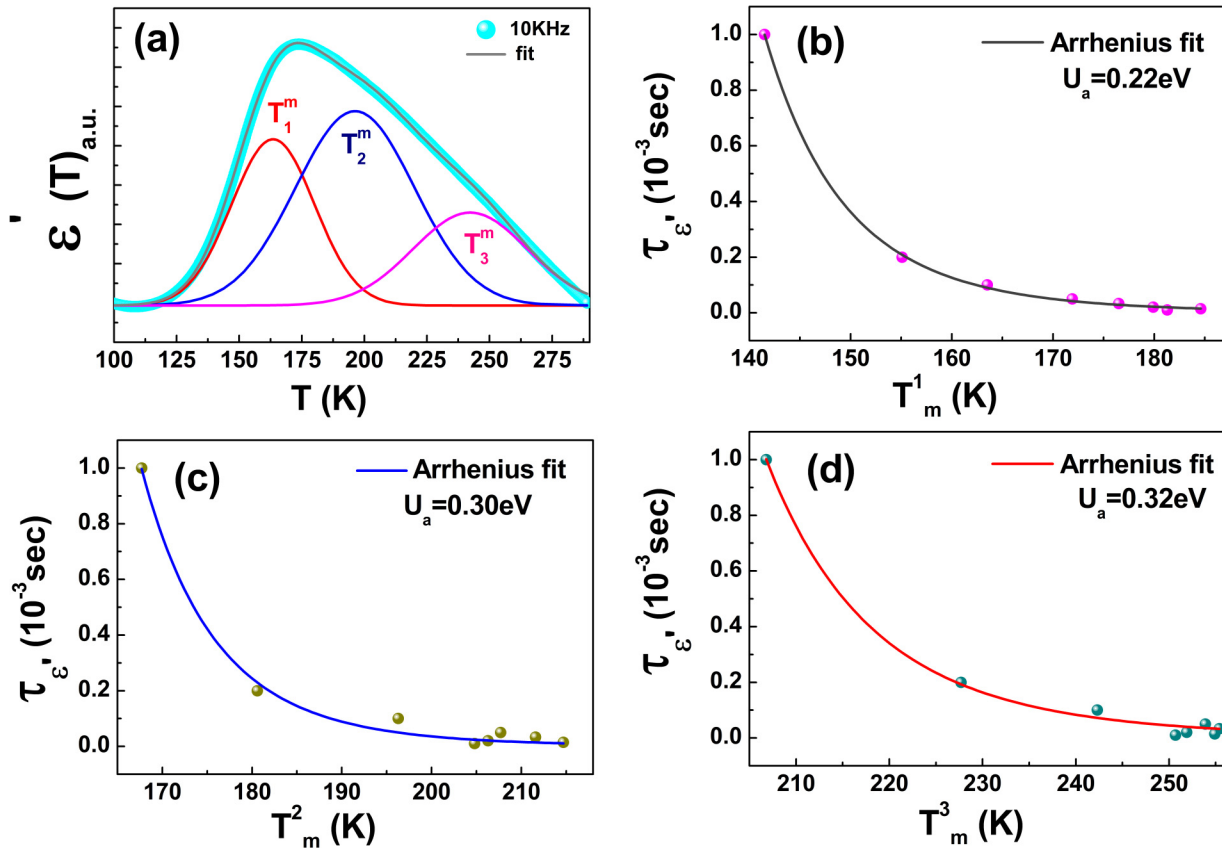 (a)
10KHz
fit
T₁ᵐ
T₂ᵐ
T₃ᵐ
ε' (T)a.u.
100 125 150 175 200 225 250 275
T (K)
(b)
Arrhenius fit
Uₐ=0.22eV
τ_ε' (10⁻³sec)
1.0
0.8
0.6
0.4
0.2
0.0
140 150 160 170 180
T¹ₘ (K)
(c)
Arrhenius fit
Uₐ=0.30eV
τ_ε' (10⁻³sec)
1.0
0.8
0.6
0.4
0.2
0.0
170 180 190 200 210
T²ₘ (K)
(d)
Arrhenius fit
Uₐ=0.32eV
τ_ε' (10⁻³sec)
1.0
0.8
0.6
0.4
0.2
0.0
210 220 230 240 250
T³ₘ (K)